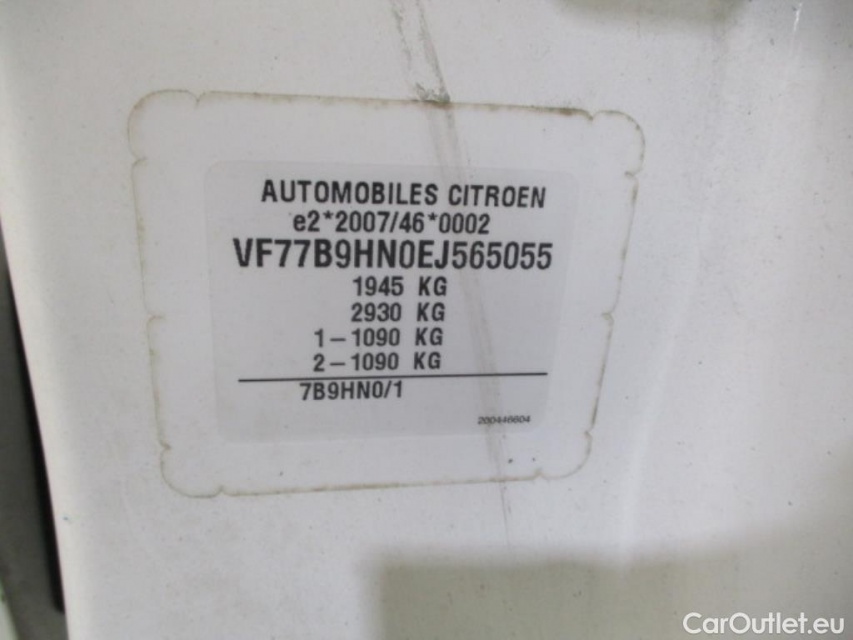 AUTOMOBILES CITROEN
e2*2007/46*0002
VF77B9HN0EJ565055
1945 KG
2930 KG
1-1090 KG
2-1090 KG
7B9HN0/1
200446604
CarOutlet.eu